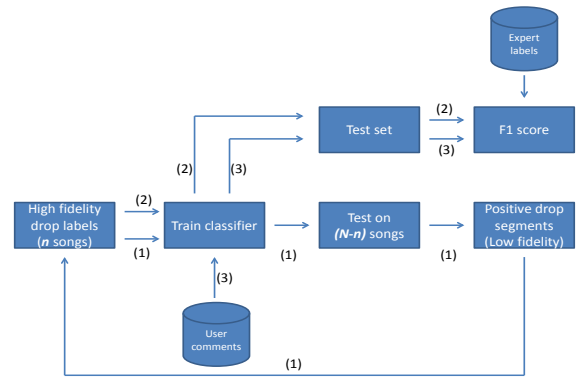 Expert
labels
(2)
Test set
F1 score
(3)
(2)
(3)
(2)
High fidelity
drop labels
(n songs)
Train classifier
Test on
(N-n) songs
Positive drop
segments
(Low fidelity)
(1)
(1)
(1)
(3)
User
comments
(1)